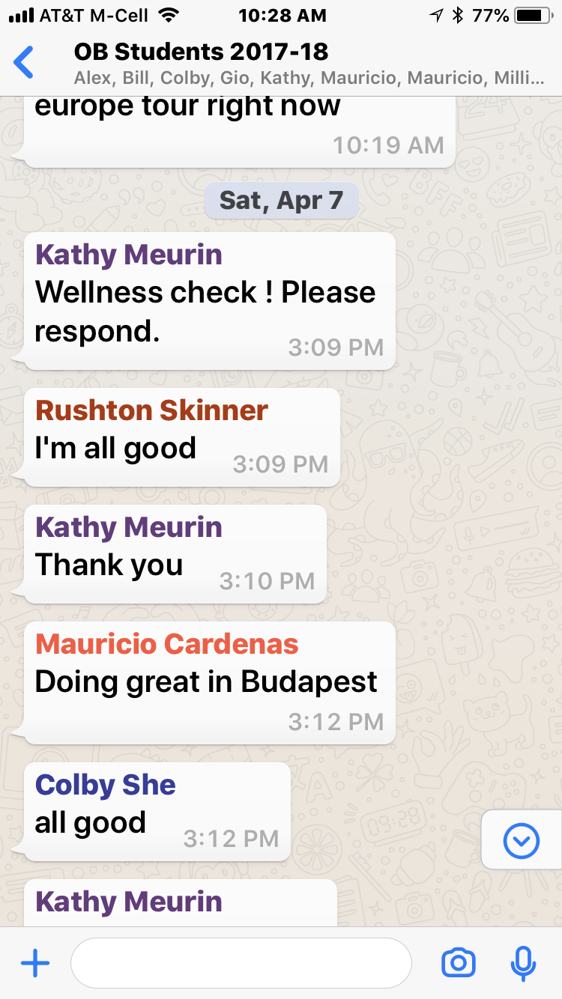 AT&T M-Cell 10:28 AM 77%
OB Students 2017-18
Alex, Bill, Colby, Gio, Kathy, Mauricio, Mauricio, Milli...
europe tour right now
10:19 AM
Sat, Apr 7
Kathy Meurin
Wellness check ! Please
respond.
3:09 PM
Rushton Skinner
I'm all good
3:09 PM
Kathy Meurin
Thank you
3:10 PM
Mauricio Cardenas
Doing great in Budapest
3:12 PM
Colby She
all good
3:12 PM
Kathy Meurin